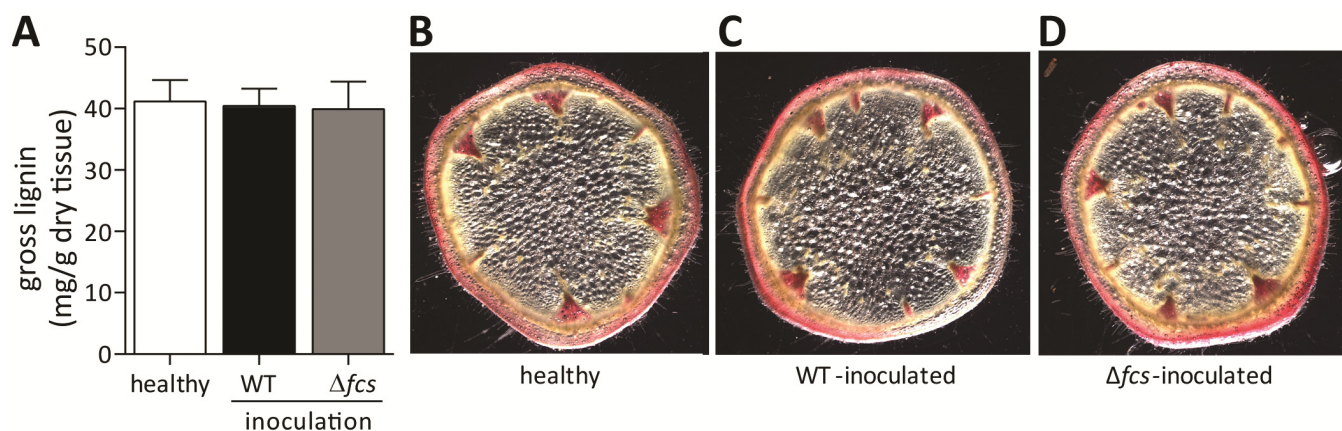 A
B
C
D
gross lignin
(mg/g dry tissue)
50
40
30
20
10
0
healthy
WT
Δfcs
inoculation
healthy
WT-inoculated
Δfcs-inoculated